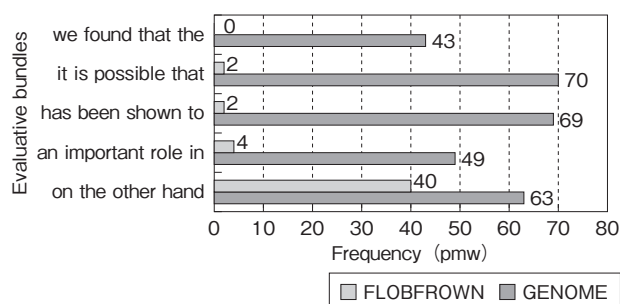 Evaluative bundles
we found that the
0
43
it is possible that
2
70
has been shown to
2
69
an important role in
4
49
on the other hand
40
63
0 10 20 30 40 50 60 70 80
Frequency (pmw)
FLOBFROWN GENOME